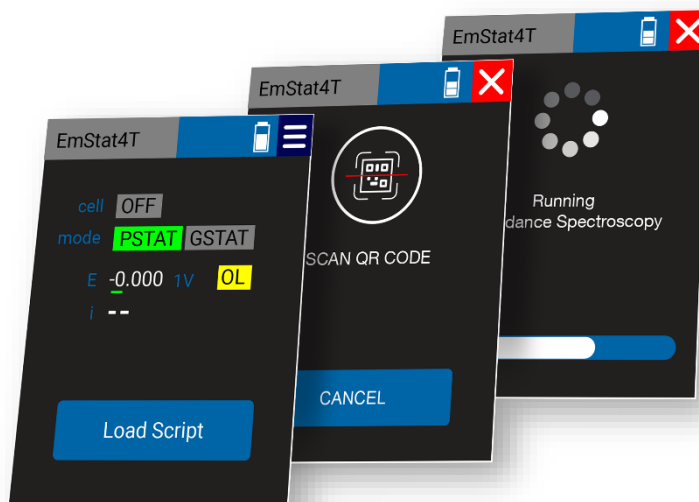 EmStat4T
cell OFF
mode PSTAT GSTAT
E -0.000 1V OL
i --
Load Script
EmStat4T
SCAN QR CODE
CANCEL
EmStat4T
Running
dance Spectroscopy